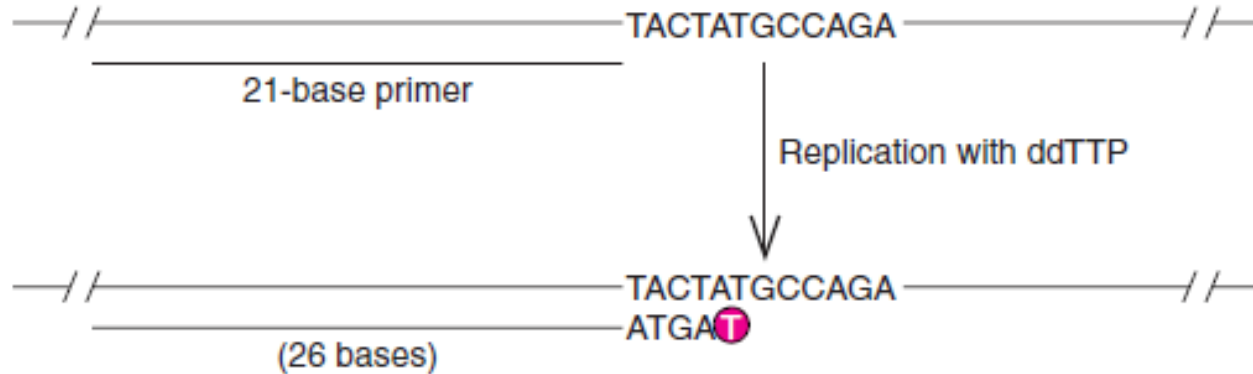 TACTATGCCAGA
21-base primer
Replication with ddTTP
TACTATGCCAGA
ATGAT
(26 bases)